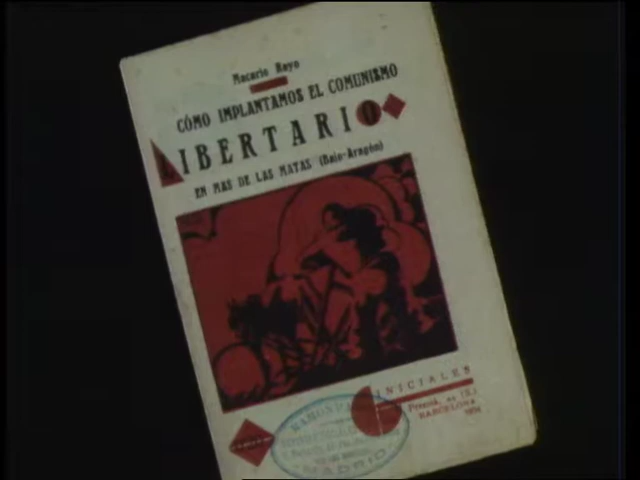 Macario Royo
CÓMO IMPLANTAMOS EL COMUNISMO
LIBERTARIO
EN MAS DE LAS MATAS (Bajo-Aragón)
INICIALES
BARCELONA
MADRID